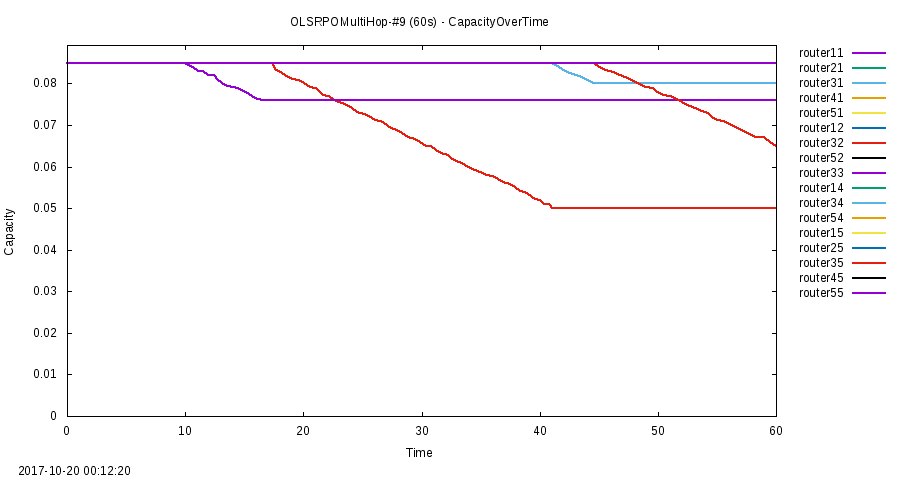 OLSRPOMultiHop-#9 (60s) - CapacityOverTime
router11
router21
router31
router41
router51
router12
router32
router52
router33
router14
router34
router54
router15
router25
router35
router45
router55
Capacity
0.08
0.07
0.06
0.05
0.04
0.03
0.02
0.01
0
0 10 20 30 40 50 60
Time
2017-10-20 00:12:20